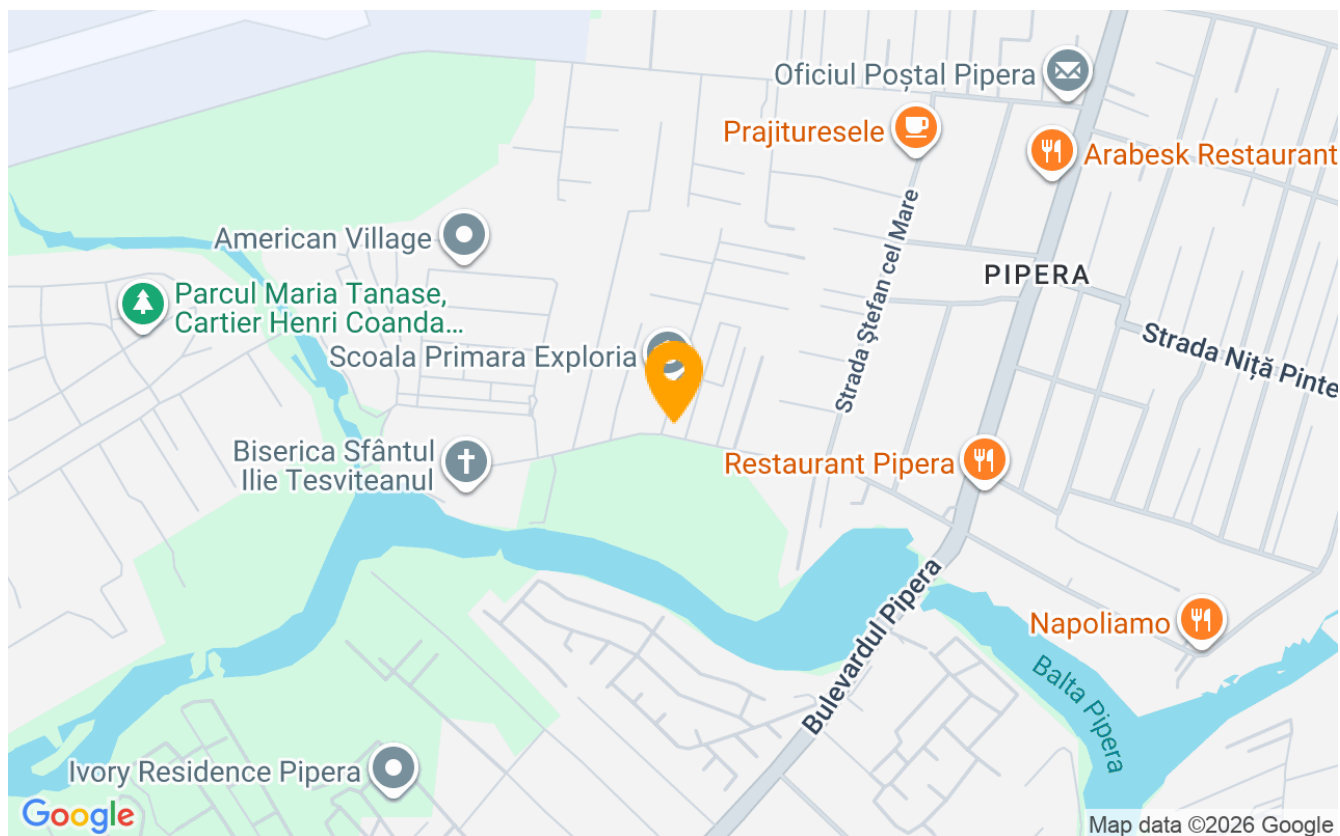 Oficiul Poștal Pipera
Prajituresele
Arabesk Restaurant
American Village
Strada Ștefan cel Mare
PIPERA
Parcul Maria Tanase,
Cartier Henri Coanda...
Scoala Primara Exploria
Strada Niță Pinte
Biserica Sfântul
Ilie Tesviteanul
Restaurant Pipera
Bulevardul Pipera
Napoliamo
Balta Pipera
Ivory Residence Pipera
Google
Map data ©2026 Google